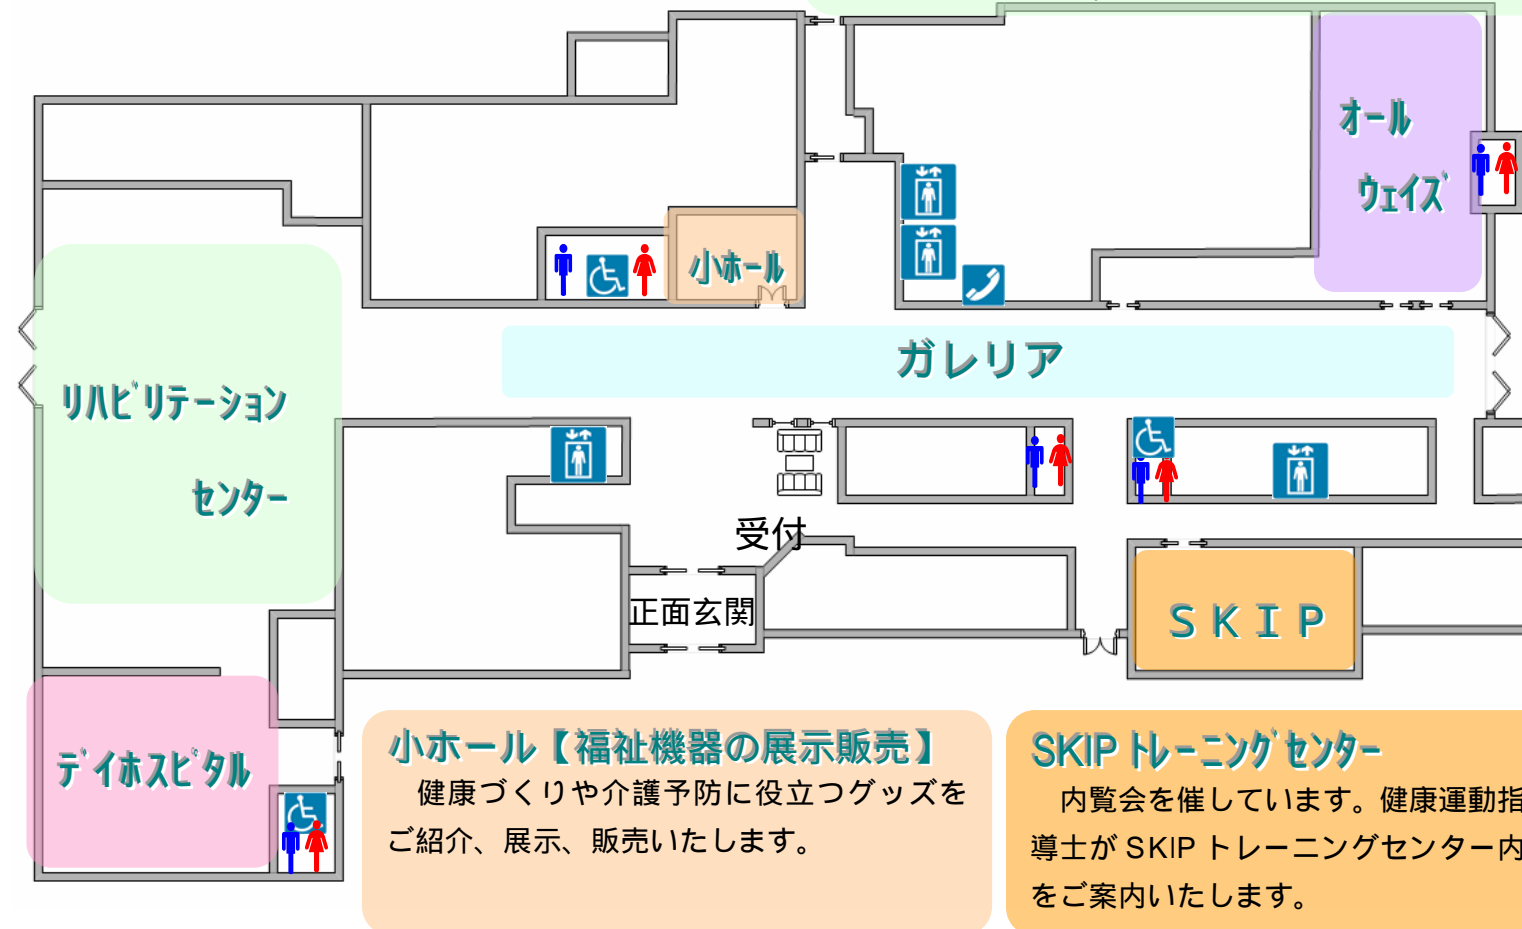 オール
ウェイズ
小ホール
ガレリア
リハビリテーション
センター
受付
正面玄関
SKIP
デイホスピタル
小ホール【福祉機器の展示販売】
健康づくりや介護予防に役立つグッズを
ご紹介、展示、販売いたします。
SKIP トレーニングセンター
内覧会を催しています。健康運動指
導士が SKIP トレーニングセンター内
をご案内いたします。